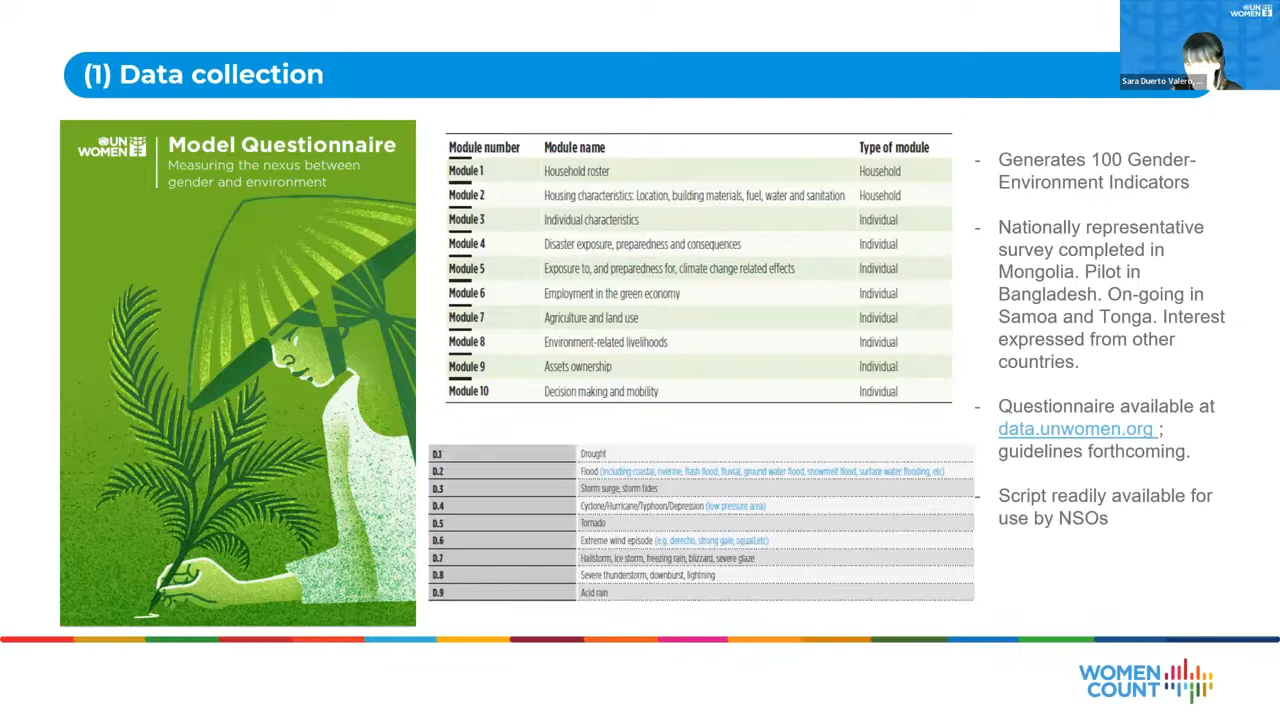 UN WOMEN
Sara Duerto Valero, ...
(1) Data collection
UN WOMEN
Model Questionnaire
Measuring the nexus between
gender and environment
Module number Module name Type of module
Module 1 Household roster Household
Module 2 Housing characteristics: Location, building materials, fuel, water and sanitation Household
Module 3 Individual characteristics Individual
Module 4 Disaster exposure, preparedness and consequences Individual
Module 5 Exposure to, and preparedness for, climate change related effects Individual
Module 6 Employment in the green economy Individual
Module 7 Agriculture and land use Individual
Module 8 Environment-related livelihoods Individual
Module 9 Assets ownership Individual
Module 10 Decision making and mobility Individual
D.1 Drought
D.2 Flood (including coastal, riverine, flash flood, fluvial, ground water flood, snowmelt flood, surface water flooding, etc)
D.3 Storm surge, storm tides
D.4 Cyclone/Hurricane/Typhoon/Depression (low pressure area)
D.5 Tornado
D.6 Extreme wind episode (e.g. derecho, strong gale, squall,etc)
D.7 Hailstorm, ice storm, freezing rain, blizzard, severe glaze
D.8 Severe thunderstorm, downburst, lightning
D.9 Acid rain
- Generates 100 Gender-
Environment Indicators
- Nationally representative
survey completed in
Mongolia. Pilot in
Bangladesh. On-going in
Samoa and Tonga. Interest
expressed from other
countries.
- Questionnaire available at
data.unwomen.org ;
guidelines forthcoming.
- Script readily available for
use by NSOs
WOMEN
COUNT